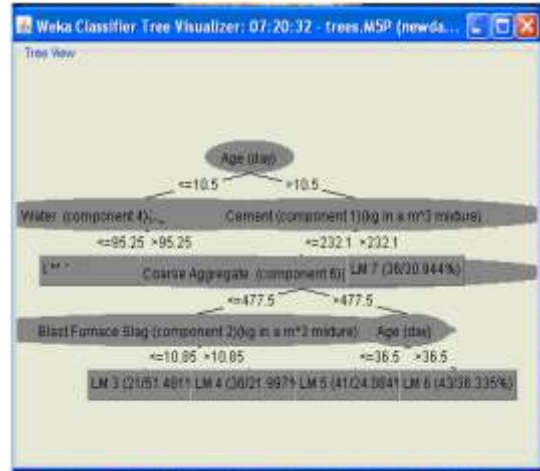 Weka Classifier Tree Visualizer: 07:20:32 - trees.M5P (newda...
Tree View
Age (day)
<=10.5 >10.5
Water (component 4)( Cement (component 1)(kg in a m^3 mixture)
<=95.25 >95.25 <=232.1 >232.1
Coarse Aggregate (component 6)( LM 7 (36/30.944%)
<=477.5 >477.5
Blast Furnace Slag (component 2)(kg in a m^3 mixture) Age (day)
<=10.85 >10.85 <=36.5 >36.5
LM 3 LM 4 LM 5 LM 6